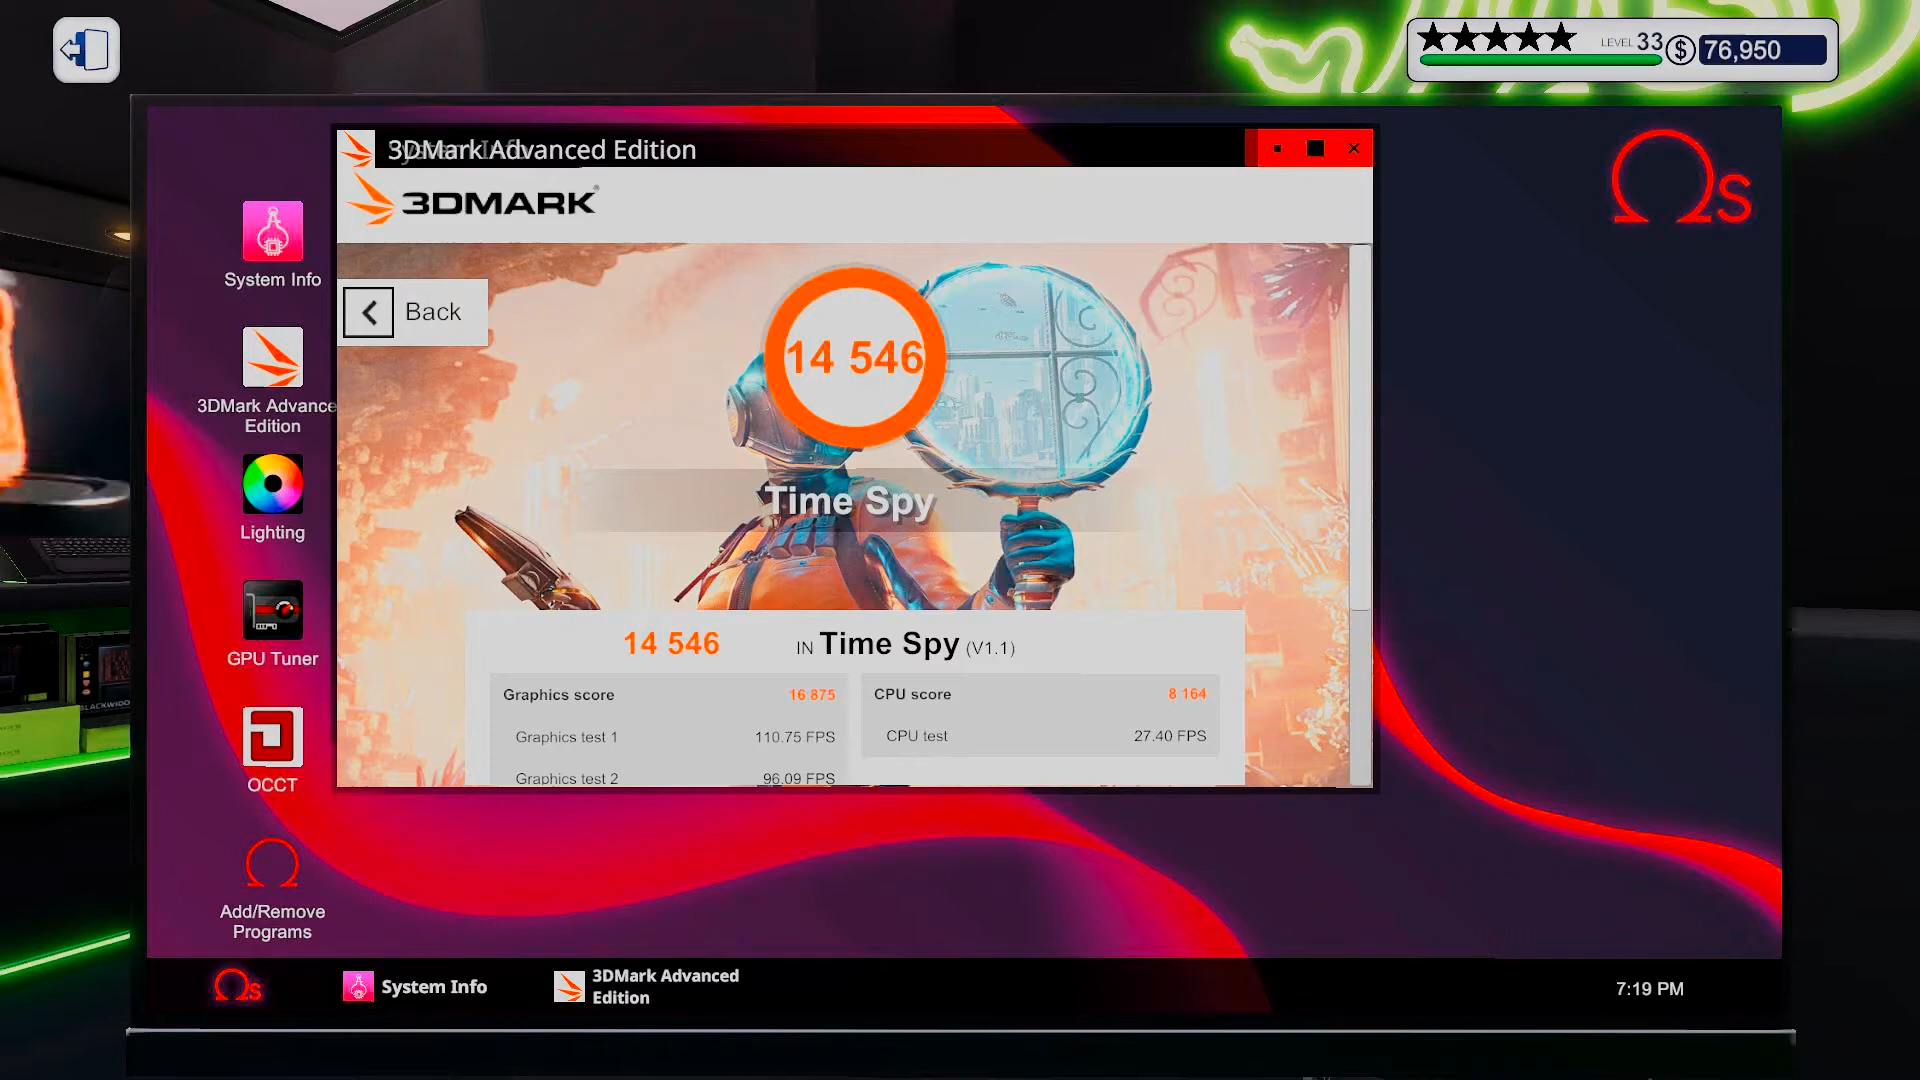 LEVEL 33
$ 76,950
3DMark Advanced Edition
3DMARK
System Info
Back
14 546
3DMark Advance
Edition
Time Spy
Lighting
14 546 IN Time Spy (V1.1)
GPU Tuner
Graphics score 16 875
CPU score 8 164
Graphics test 1 110.75 FPS
CPU test 27.40 FPS
Graphics test 2 96.09 FPS
OCCT
Add/Remove
Programs
Ωs
Ωs
System Info
3DMark Advanced
Edition
7:19 PM